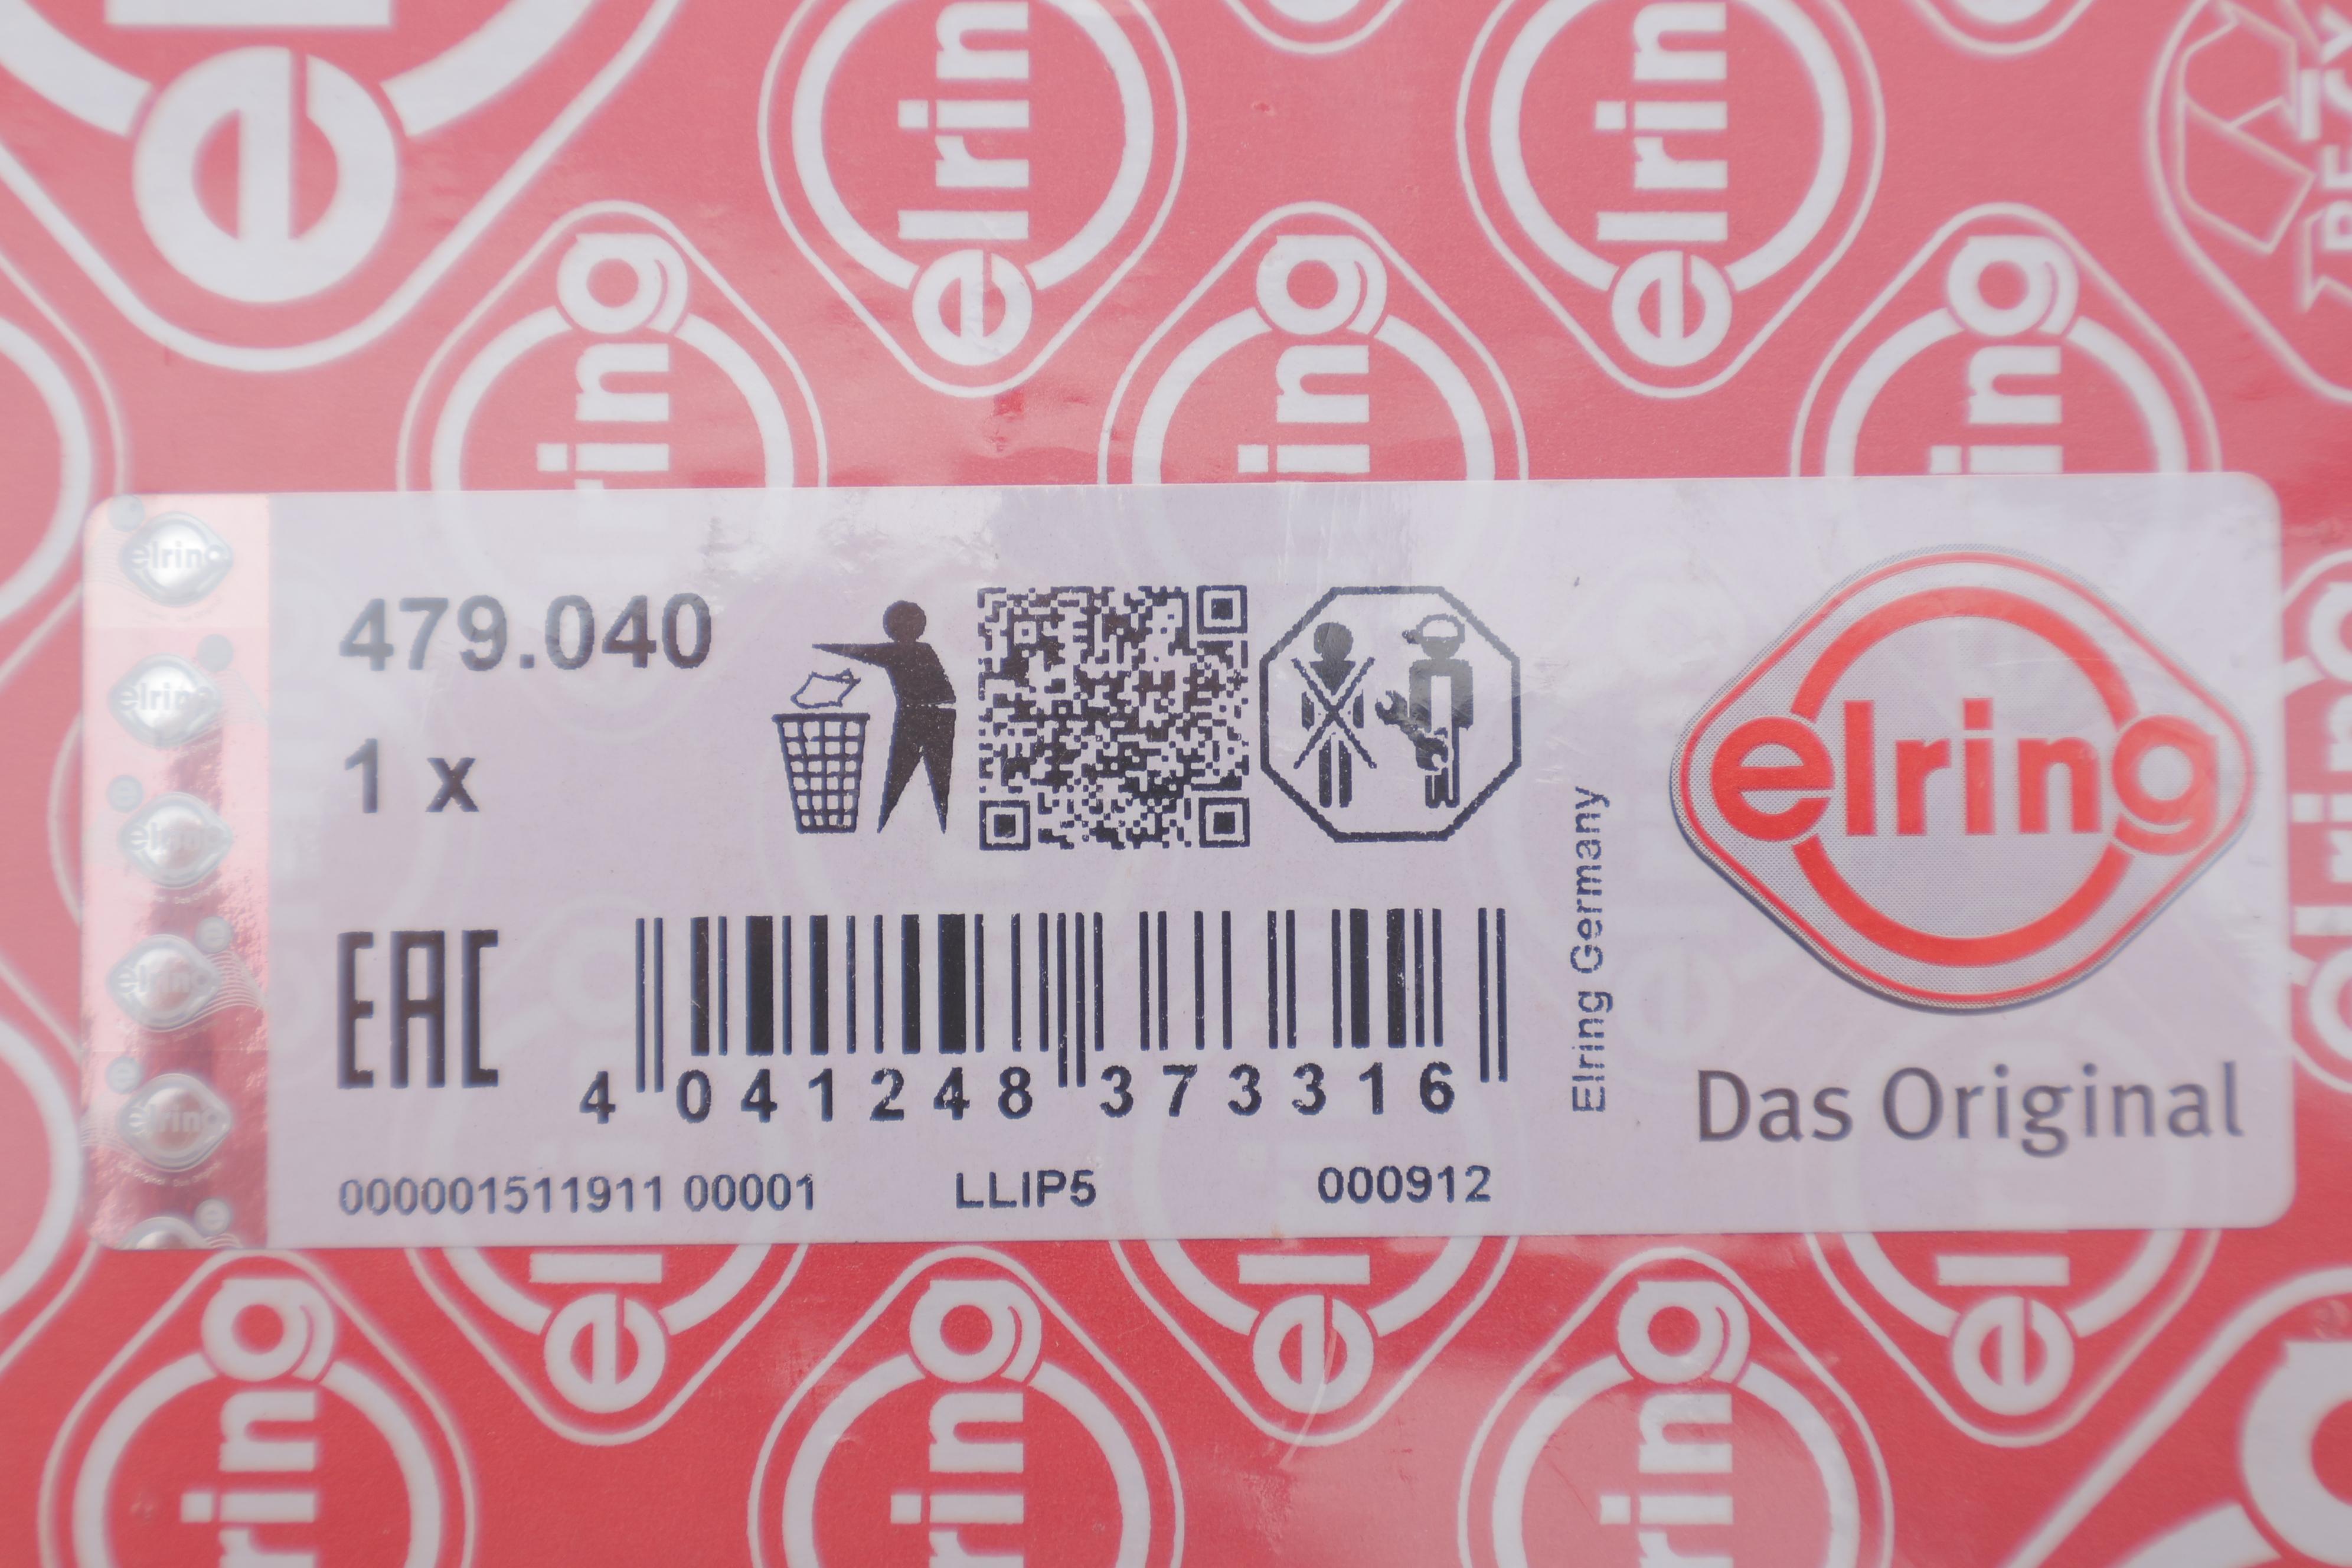 479.040
1 x
EAC
4 041248 373316
000001511911 00001 LLIP5 000912
Elring Germany
elring
Das Original